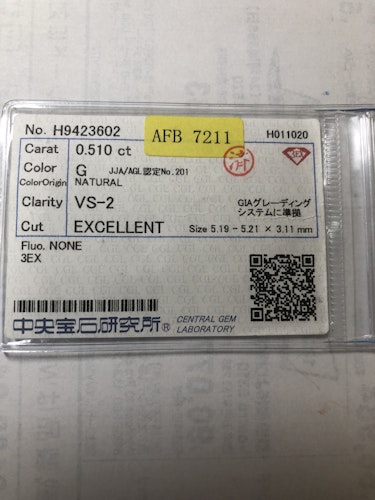 No. H9423602
AFB 7211
H011020
Carat 0.510 ct
Color G JJA/AGL認定No.201
ColorOrigin NATURAL
Clarity VS-2 GIAグレーディング
システムに準拠
Cut EXCELLENT Size 5.19 - 5.21 × 3.11 mm
Fluo. NONE
3EX
中央宝石研究所® CENTRAL GEM
LABORATORY